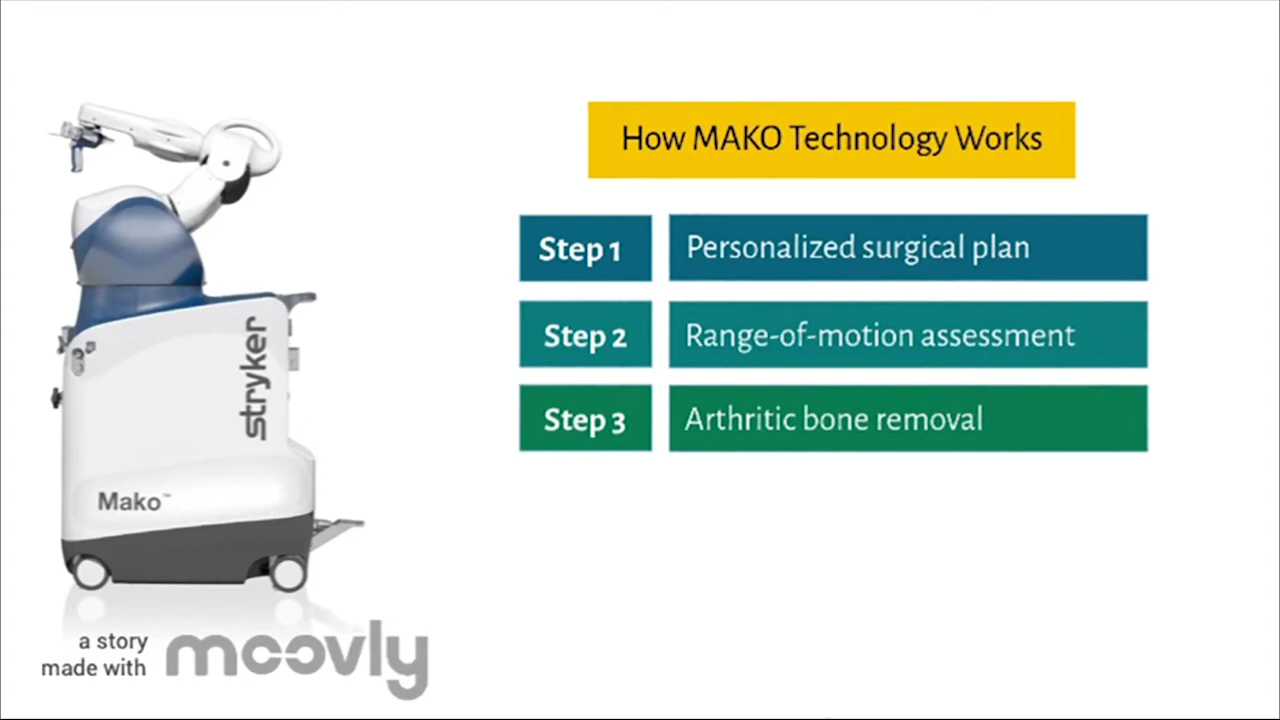 How MAKO Technology Works
Step 1
Personalized surgical plan
Step 2
Range-of-motion assessment
Step 3
Arthritic bone removal
stryker
Mako™
a story
made with
moovly